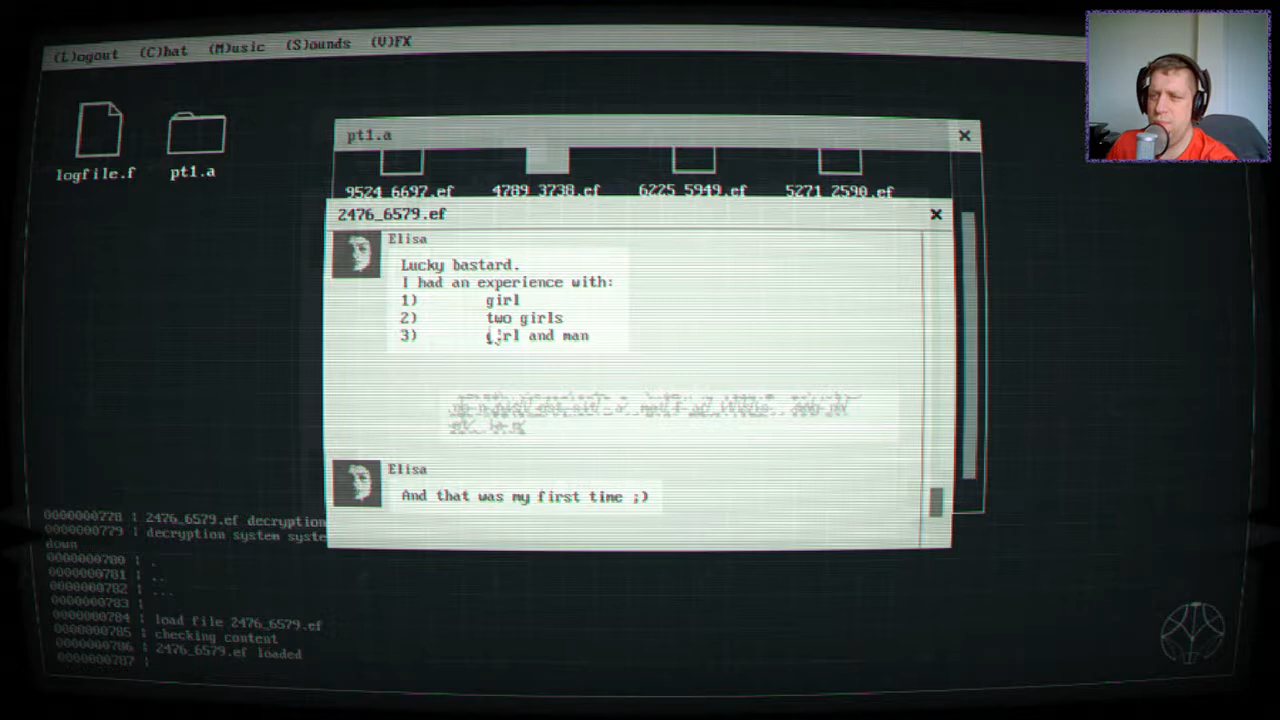 (L)ogout (C)hat (M)usic (S)ounds (V)FX
logfile.f
pt1.a
pt1.a
9524_6697.ef 4789_3738.ef 6225_5949.ef 5271_2590.ef
2476_6579.ef
Elisa
Lucky bastard.
I had an experience with:
1) girl
2) two girls
3) girl and man
Elisa
And that was my first time ;)
0000000778 | 2476_6579.ef decryption
0000000779 | decryption system syste
down
0000000780 | .
0000000781 | ..
0000000782 | ...
0000000783 |
0000000784 | load file 2476_6579.ef
0000000785 | checking content
0000000786 | 2476_6579.ef loaded
0000000787 |